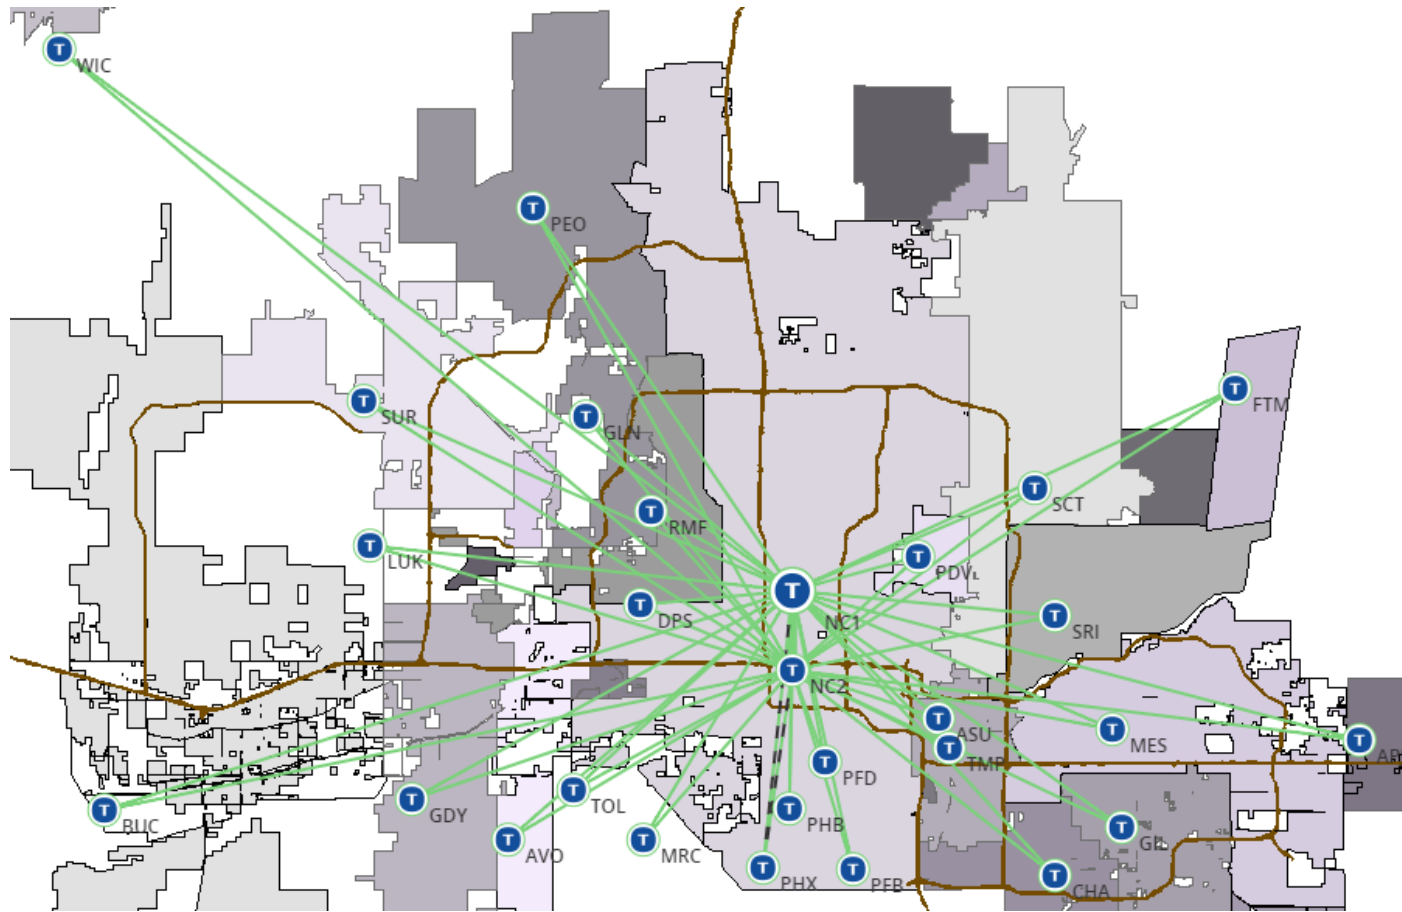 WIC
PEO
SUR
GLN
FTM
SCT
RMF
LUK
PDV
DPS
NC1
SRI
NC2
ASU
MES
TMP
AP
PFD
TOL
GDY
BUC
PHB
GIL
AVO
MRC
PHX
PFB
CHA